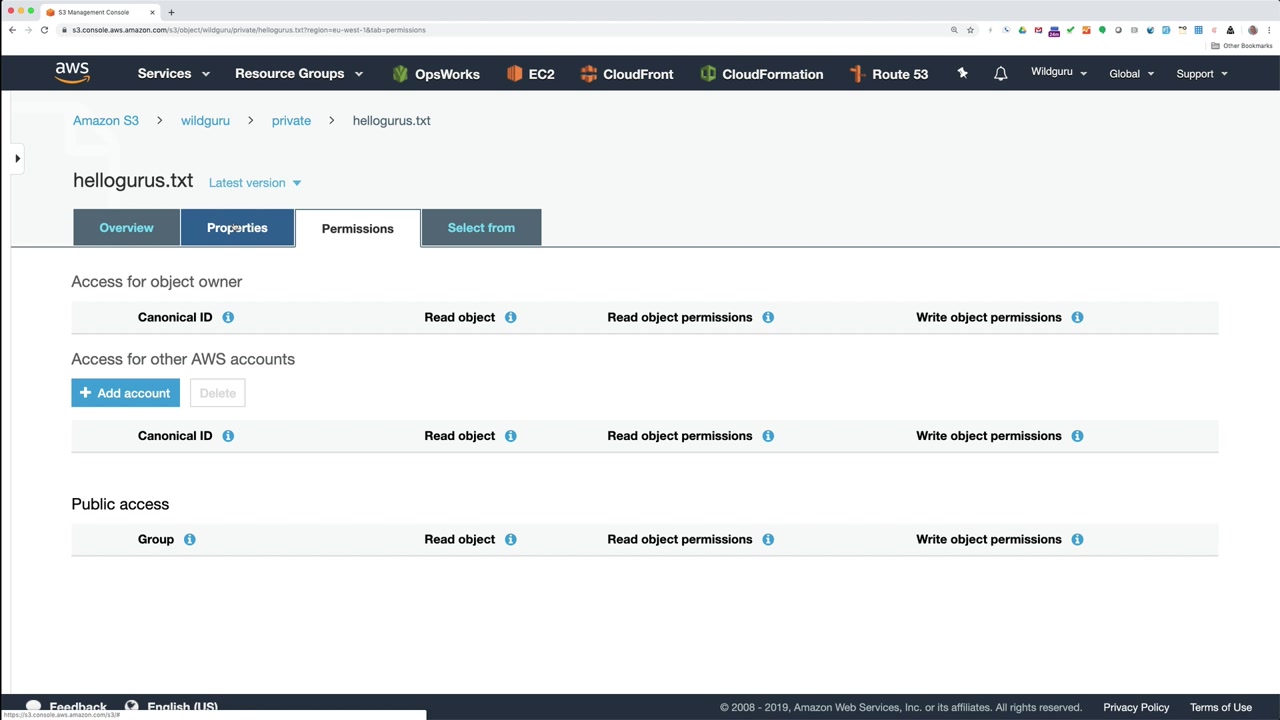 S3 Management Console
s3.console.aws.amazon.com/s3/object/wildguru/private/hellogurus.txt?region=eu-west-1&tab=permissions
Other Bookmarks
aws Services Resource Groups OpsWorks EC2 CloudFront CloudFormation Route 53 Wildguru Global Support
Amazon S3 > wildguru > private > hellogurus.txt
hellogurus.txt Latest version
Overview Properties Permissions Select from
Access for object owner
Canonical ID Read object Read object permissions Write object permissions
Access for other AWS accounts
+ Add account Delete
Canonical ID Read object Read object permissions Write object permissions
Public access
Group Read object Read object permissions Write object permissions
Feedback English (US) © 2008 - 2019, Amazon Web Services, Inc. or its affiliates. All rights reserved. Privacy Policy Terms of Use
https://s3.console.aws.amazon.com/s3/#